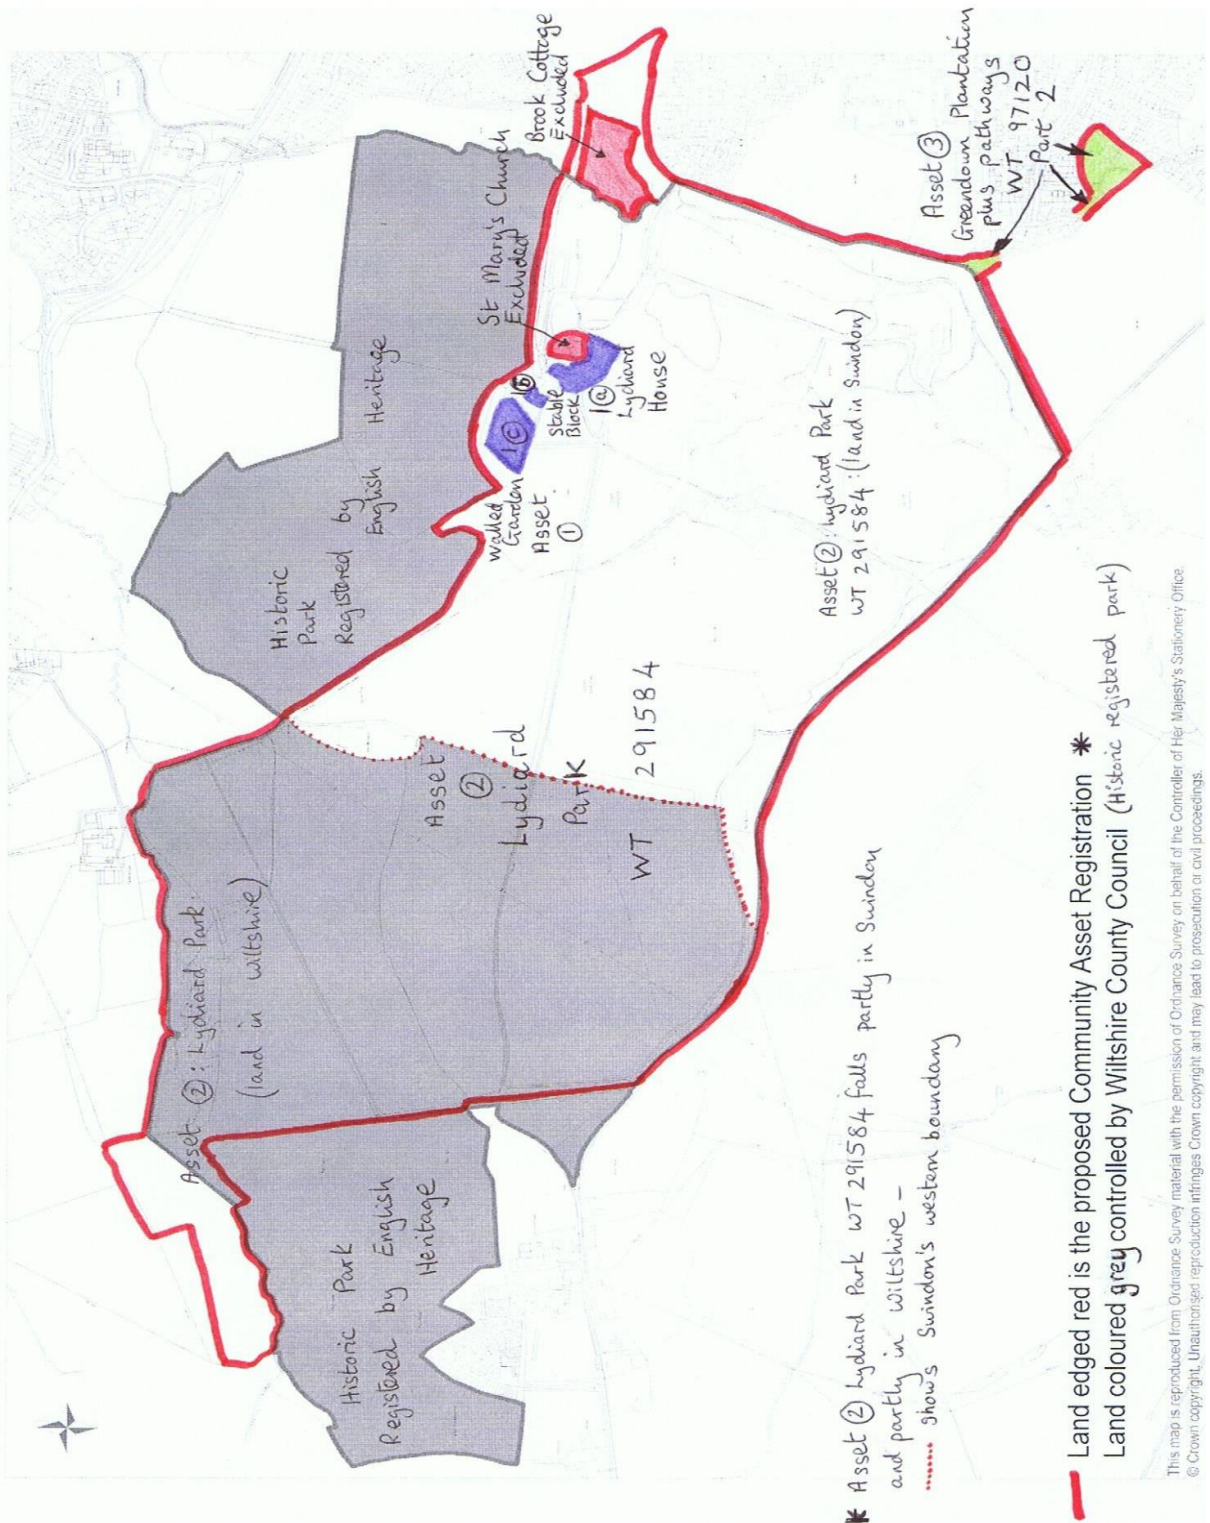 Historic Park
Registered by English
Heritage
Asset ②: Lydiard Park.
(land in Wiltshire)
Historic
Park
Registered by
English Heritage
Asset
②
Lydiard
Park
WT 291584
Walled
Garden
Asset
①
1ⓒ
1ⓑ
Stable
Block
1ⓐ
Lydiard
House
St Mary's Church
Excluded
Brook Cottage
Excluded
Asset ②: Lydiard Park
WT 291584: (land in Swindon)
Asset ③
Greendown Plantation
plus pathways
WT 97120
Part 2
* Asset ② Lydiard Park WT 291584 falls partly in Swindon
and partly in Wiltshire -
shows Swindon's western boundary
Land edged red is the proposed Community Asset Registration *
Land coloured grey controlled by Wiltshire County Council (Historic registered park)
This map is reproduced from Ordnance Survey material with the permission of Ordnance Survey on behalf of the Controller of Her Majesty's Stationery Office.
© Crown copyright, Unauthorised reproduction infringes Crown copyright and may lead to prosecution or civil proceedings.